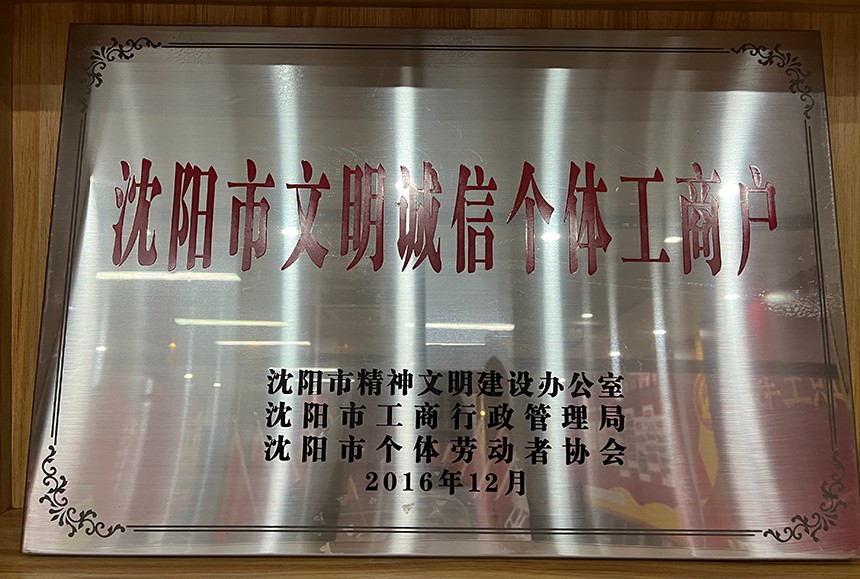 沈阳市文明诚信个体工商户
沈阳市精神文明建设办公室
沈阳市工商行政管理局
沈阳市个体劳动者协会
2016年12月